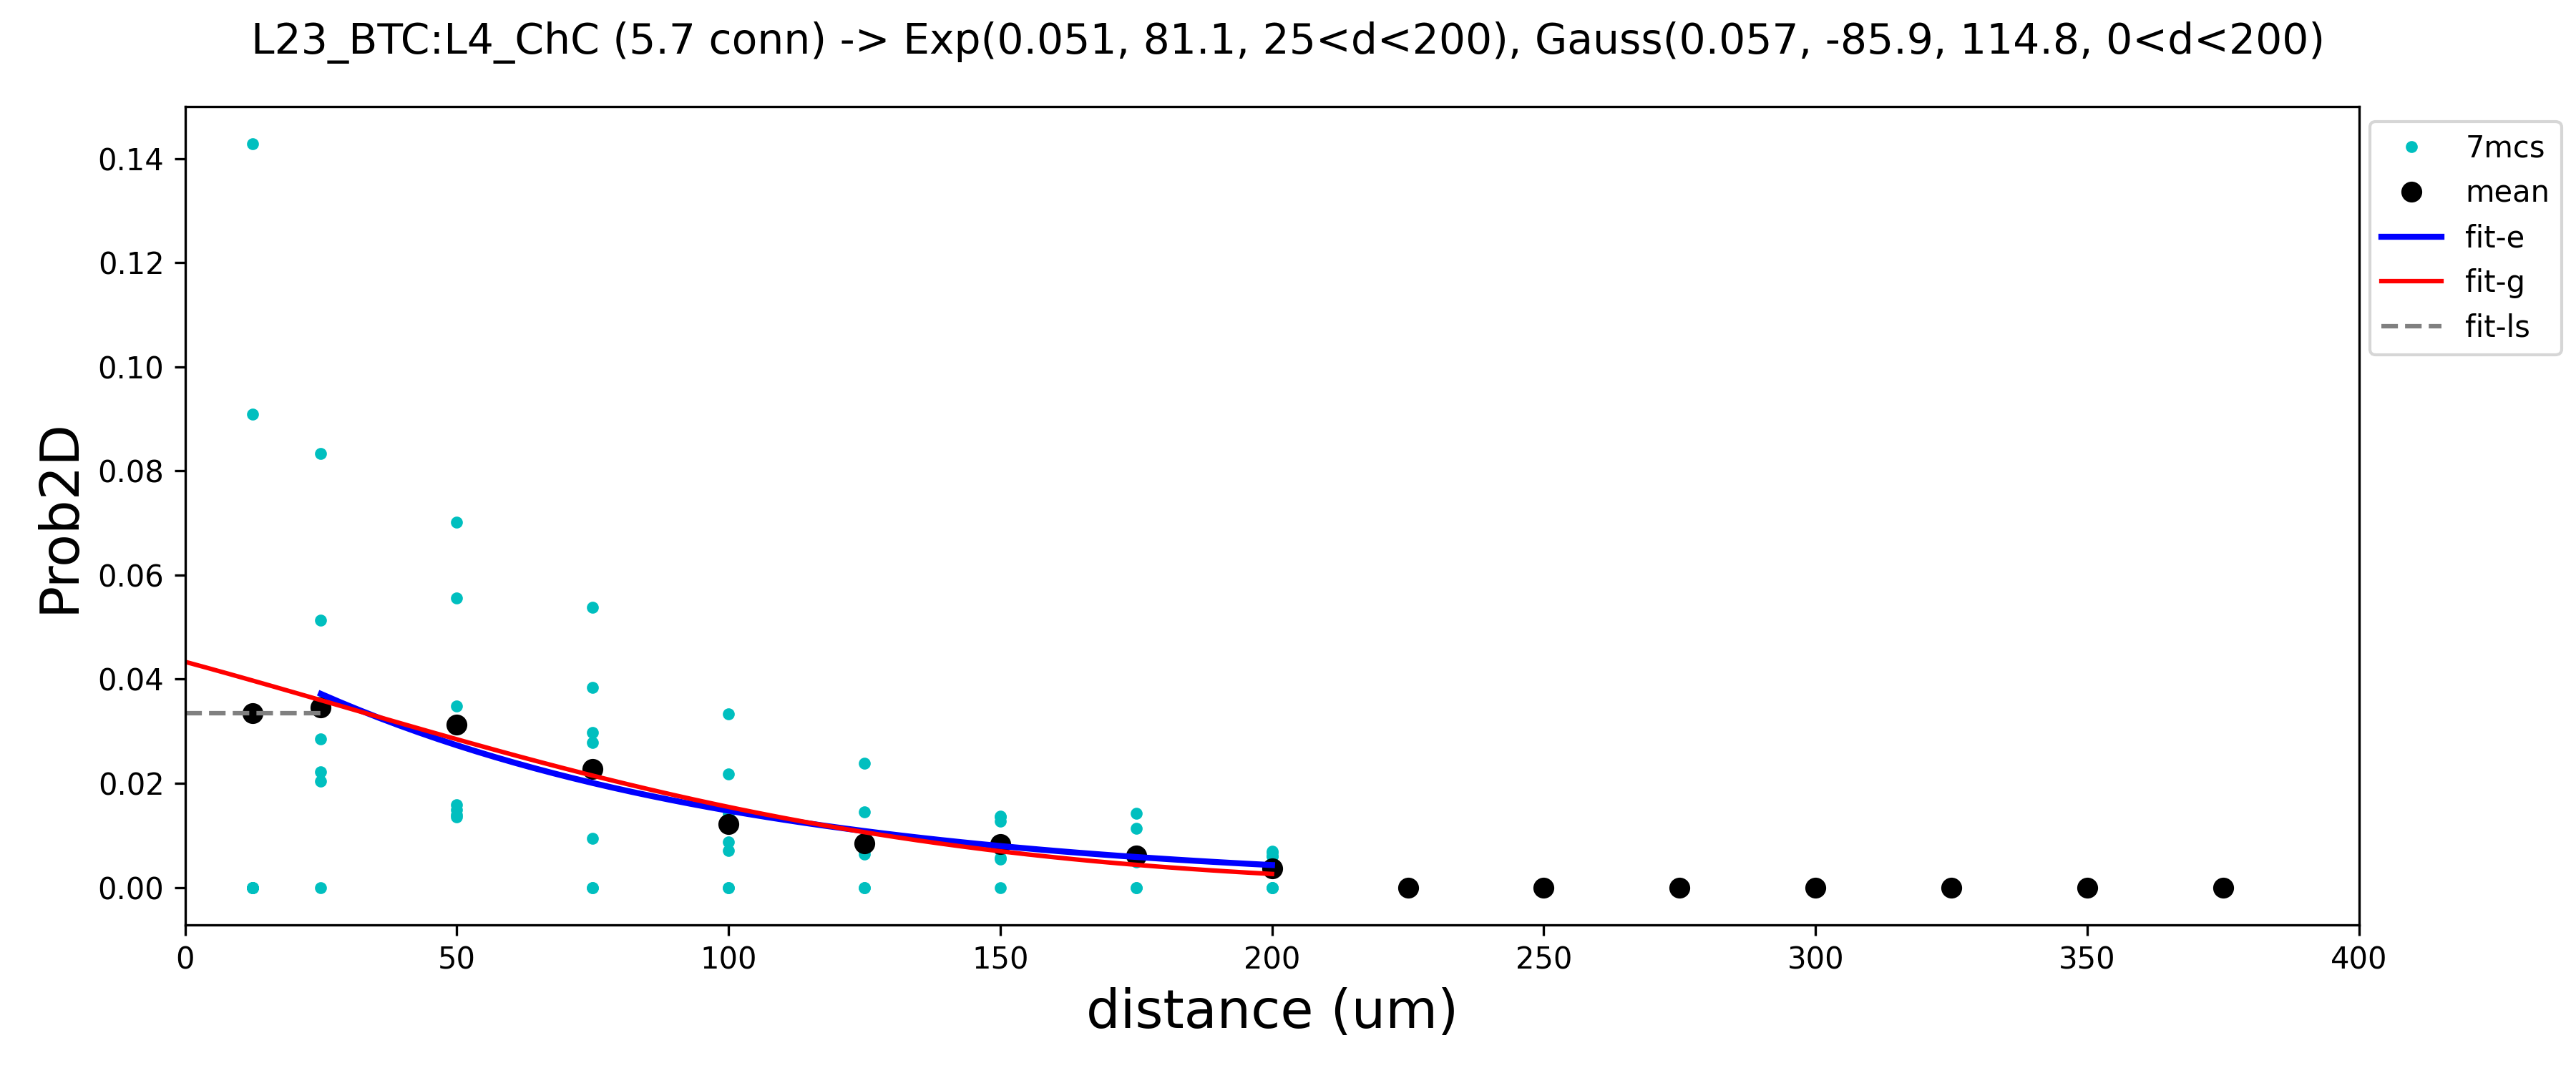 L23_BTC:L4_ChC (5.7 conn) -> Exp(0.051, 81.1, 25<d<200), Gauss(0.057, -85.9, 114.8, 0<d<200)
0.14
0.12
0.10
0.08
0.06
0.04
0.02
0.00
Prob2D
0 50 100 150 200 250 300 350 400
distance (um)
7mcs
mean
fit-e
fit-g
fit-ls